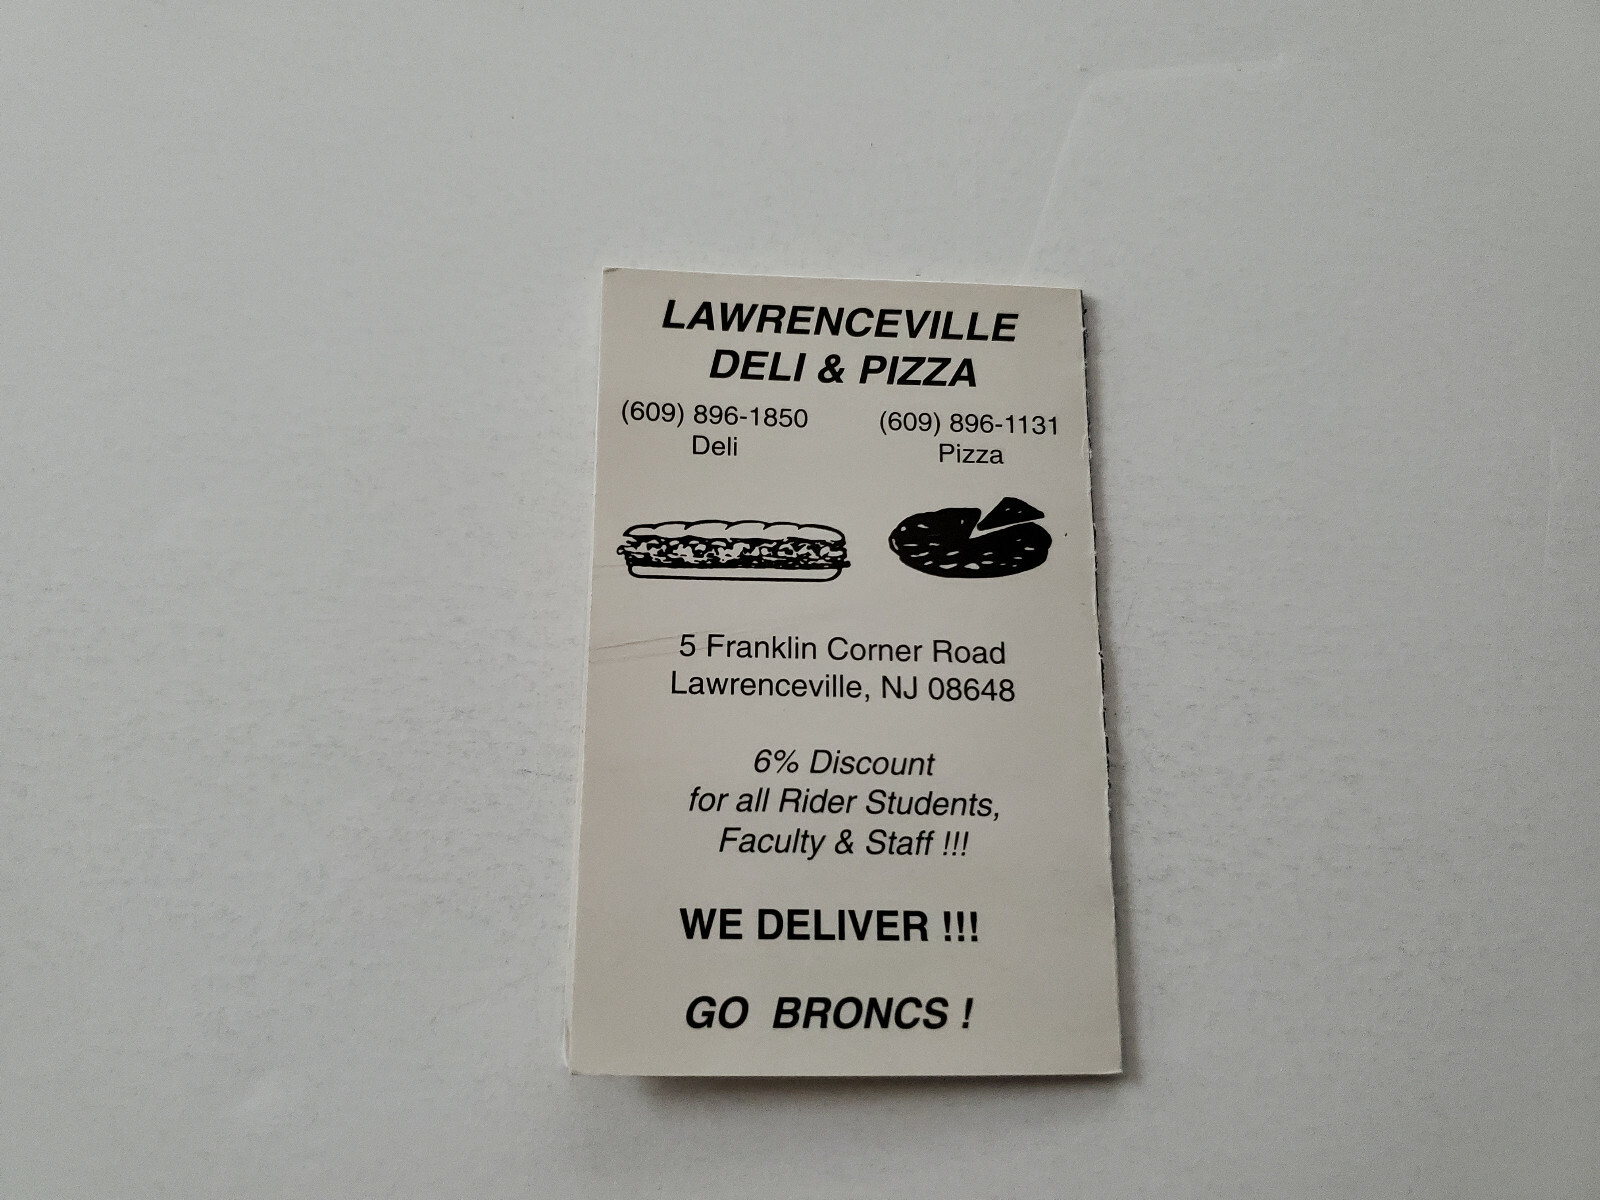 LAWRENCEVILLE
DELI & PIZZA
(609) 896-1850 (609) 896-1131
Deli Pizza
5 Franklin Corner Road
Lawrenceville, NJ 08648
6% Discount
for all Rider Students,
Faculty & Staff !!!
WE DELIVER !!!
GO BRONCS !